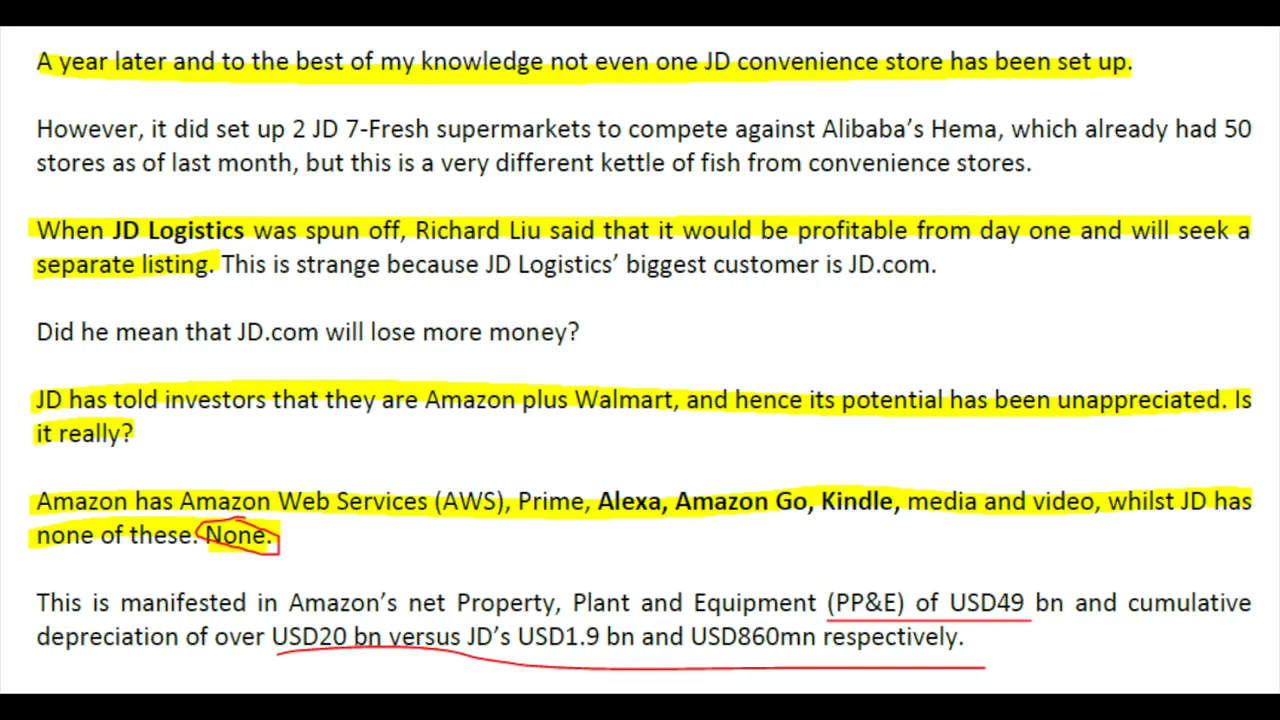 A year later and to the best of my knowledge not even one JD convenience store has been set up.
However, it did set up 2 JD 7-Fresh supermarkets to compete against Alibaba’s Hema, which already had 50
stores as of last month, but this is a very different kettle of fish from convenience stores.
When JD Logistics was spun off, Richard Liu said that it would be profitable from day one and will seek a
separate listing. This is strange because JD Logistics’ biggest customer is JD.com.
Did he mean that JD.com will lose more money?
JD has told investors that they are Amazon plus Walmart, and hence its potential has been unappreciated. Is
it really?
Amazon has Amazon Web Services (AWS), Prime, Alexa, Amazon Go, Kindle, media and video, whilst JD has
none of these. None.
This is manifested in Amazon’s net Property, Plant and Equipment (PP&E) of USD49 bn and cumulative
depreciation of over USD20 bn versus JD’s USD1.9 bn and USD860mn respectively.